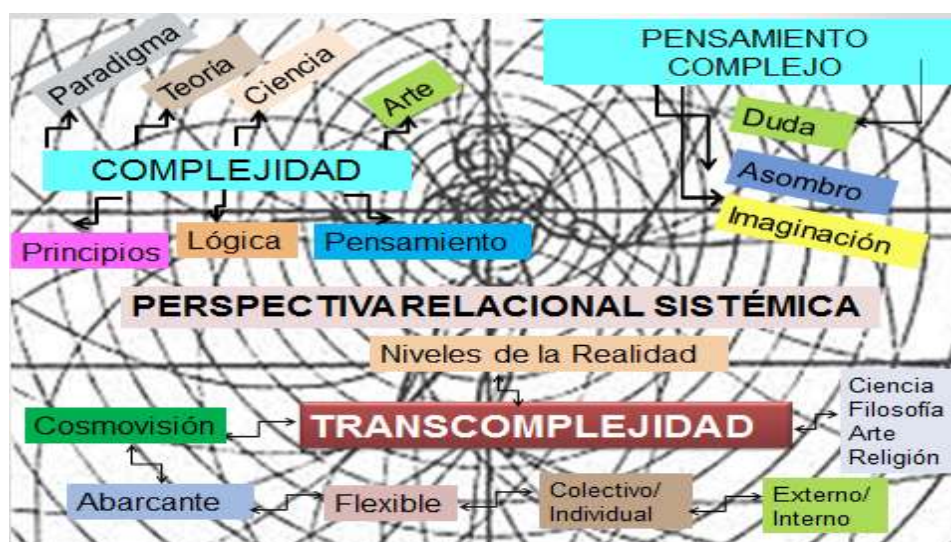 Paradigma
Teoría
Ciencia
Arte
COMPLEJIDAD
Principios
Lógica
Pensamiento
PENSAMIENTO
COMPLEJO
Duda
Asombro
Imaginación
PERSPECTIVA RELACIONAL SISTÉMICA
Niveles de la Realidad
TRANSCOMPLEJIDAD
Cosmovisión
Ciencia
Filosofía
Arte
Religión
Abarcante
Flexible
Colectivo/
Individual
Externo/
Interno